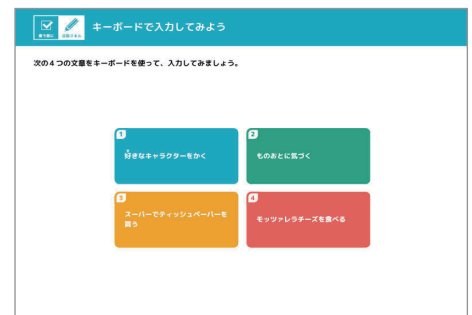 キーボードで入力してみよう
次の4つの文章をキーボードを使って、入力してみましょう。
1
好きなキャラクターをかく
2
ものおとに気づく
3
スーパーでティッシュペーパーを
買う
4
モッツァレラチーズを食べる